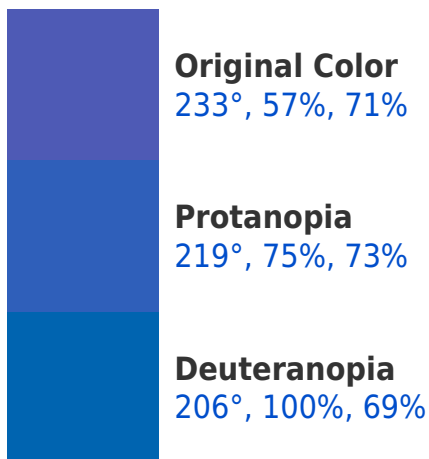 Original Color
233°, 57%, 71%
Protanopia
219°, 75%, 73%
Deuteranopia
206°, 100%, 69%